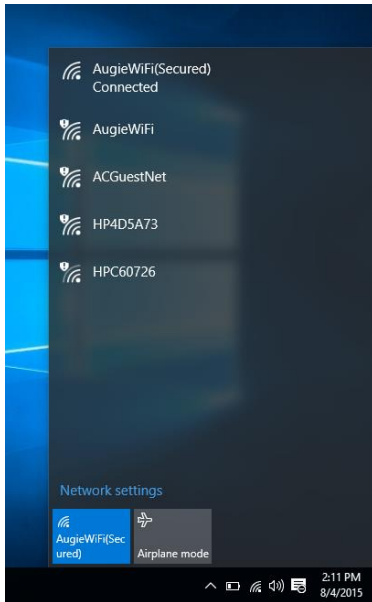 AugieWiFi(Secured)
Connected
AugieWiFi
ACGuestNet
HP4D5A73
HPC60726
Network settings
AugieWiFi(Sec
ured)
Airplane mode
2:11 PM
8/4/2015